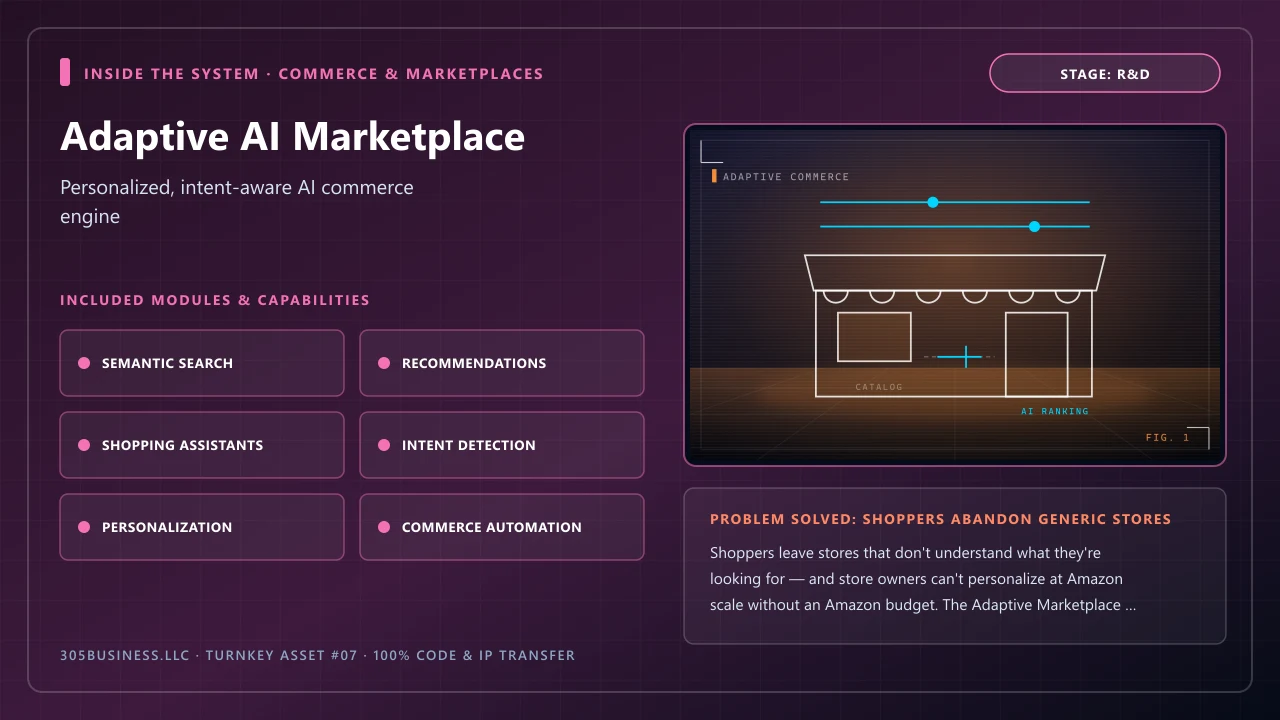 INSIDE THE SYSTEM · COMMERCE & MARKETPLACES
STAGE: R&D
Adaptive AI Marketplace
Personalized, intent-aware AI commerce
engine
INCLUDED MODULES & CAPABILITIES
SEMANTIC SEARCH
RECOMMENDATIONS
SHOPPING ASSISTANTS
INTENT DETECTION
PERSONALIZATION
COMMERCE AUTOMATION
ADAPTIVE COMMERCE
CATALOG
AI RANKING
FIG. 1
PROBLEM SOLVED: SHOPPERS ABANDON GENERIC STORES
Shoppers leave stores that don't understand what they're
looking for — and store owners can't personalize at Amazon
scale without an Amazon budget. The Adaptive Marketplace ...
305BUSINESS.LLC · TURNKEY ASSET #07 · 100% CODE & IP TRANSFER